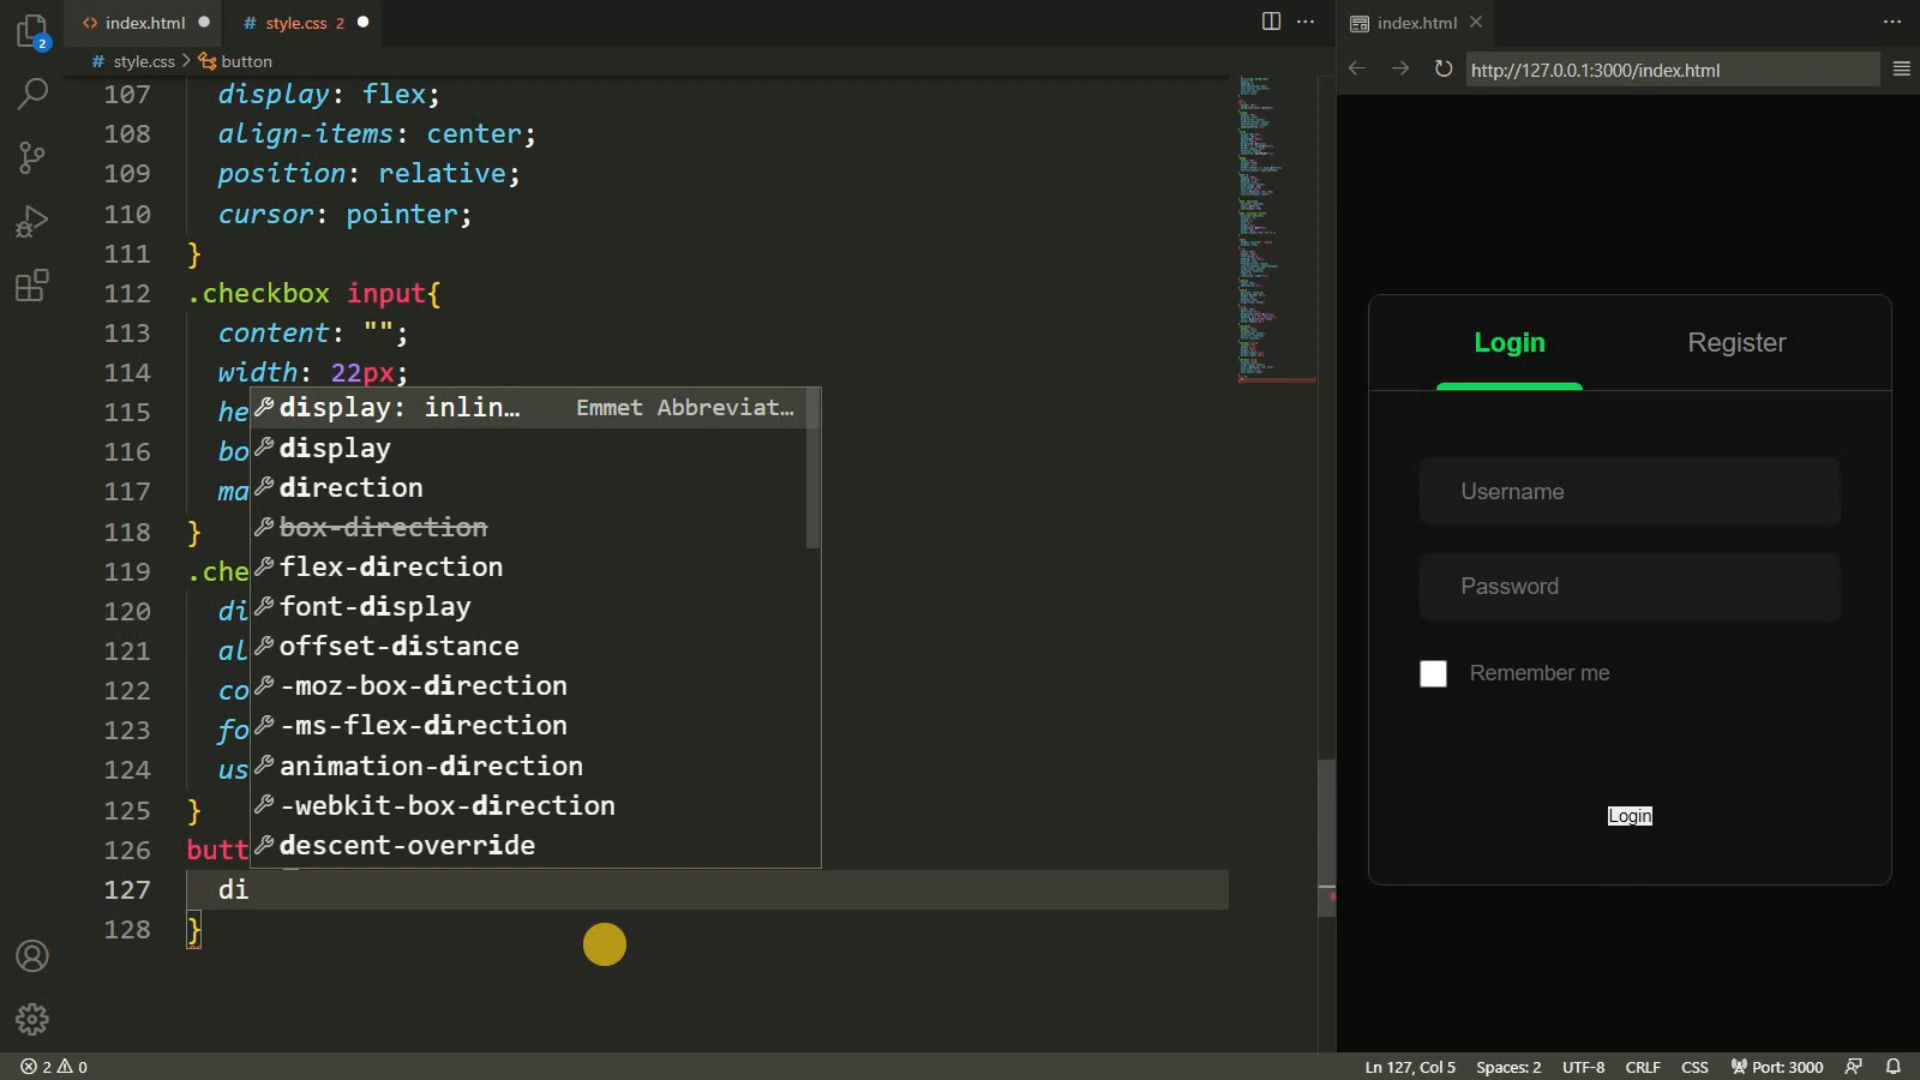 index.html
style.css 2
index.html
style.css > button
http://127.0.0.1:3000/index.html
107 display: flex;
108 align-items: center;
109 position: relative;
110 cursor: pointer;
111 }
112 .checkbox input{
113 content: "";
114 width: 22px;
115 he
116 bo
117 ma
118 }
119 .che
120 di
121 al
122 co
123 fo
124 us
125 }
126 butt
127 di
128 }
display: inlin… Emmet Abbreviat…
display
direction
box-direction
flex-direction
font-display
offset-distance
-moz-box-direction
-ms-flex-direction
animation-direction
-webkit-box-direction
descent-override
Login Register
Username
Password
Remember me
Login
2
2 0
Ln 127, Col 5 Spaces: 2 UTF-8 CRLF CSS Port: 3000